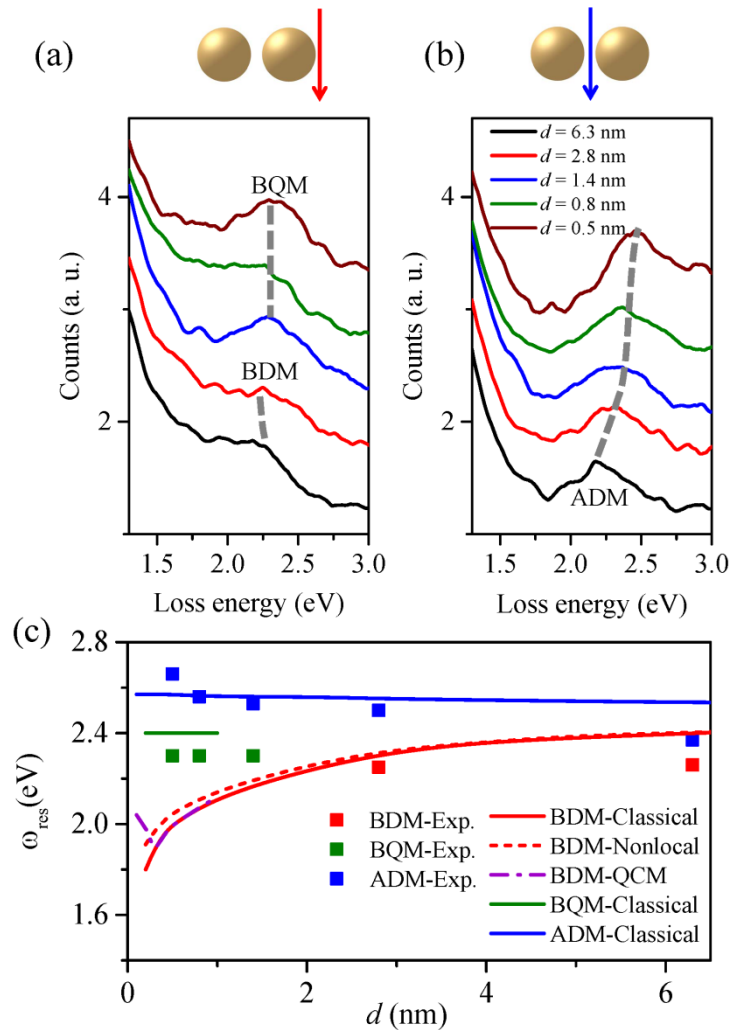 (a)
(b)
BQM
BDM
4
2
Counts (a. u.)
1.5 2.0 2.5 3.0
Loss energy (eV)
d = 6.3 nm
d = 2.8 nm
d = 1.4 nm
d = 0.8 nm
d = 0.5 nm
ADM
4
2
Counts (a. u.)
1.5 2.0 2.5 3.0
Loss energy (eV)
(c)
2.8
2.4
2.0
1.6
ωres(eV)
BDM-Exp.
BQM-Exp.
ADM-Exp.
BDM-Classical
BDM-Nonlocal
BDM-QCM
BQM-Classical
ADM-Classical
0 2 4 6
d (nm)